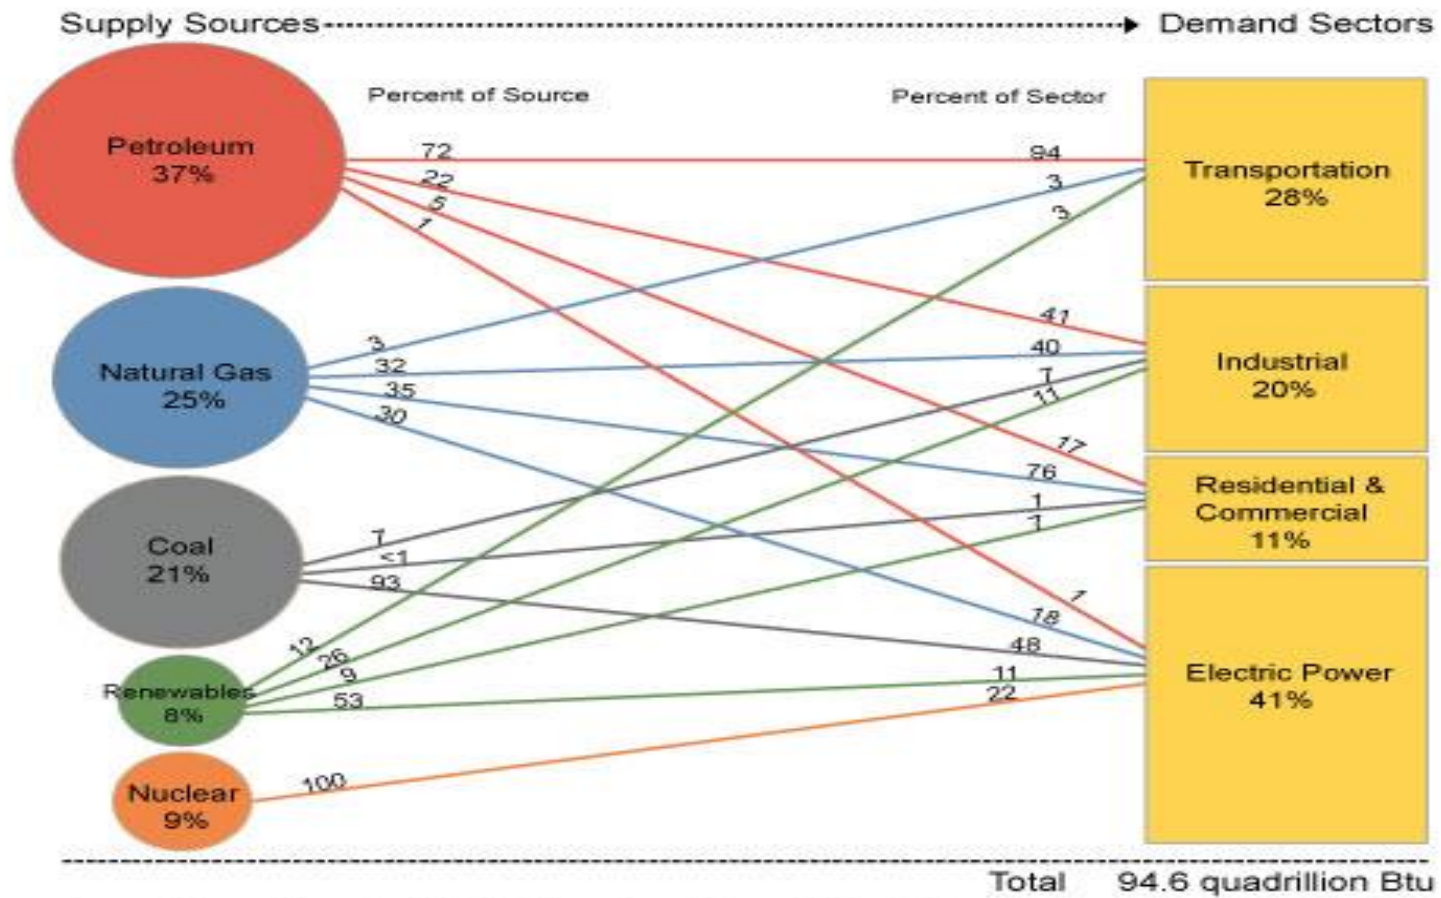 Supply Sources
Demand Sectors
Percent of Source
Percent of Sector
Petroleum
37%
72
22
5
1
Natural Gas
25%
3
32
35
30
Coal
21%
7
<1
93
Renewables
8%
12
26
9
53
Nuclear
9%
100
94
3
3
Transportation
28%
41
40
7
11
Industrial
20%
17
76
1
1
Residential &
Commercial
11%
1
18
48
11
22
Electric Power
41%
Total 94.6 quadrillion Btu